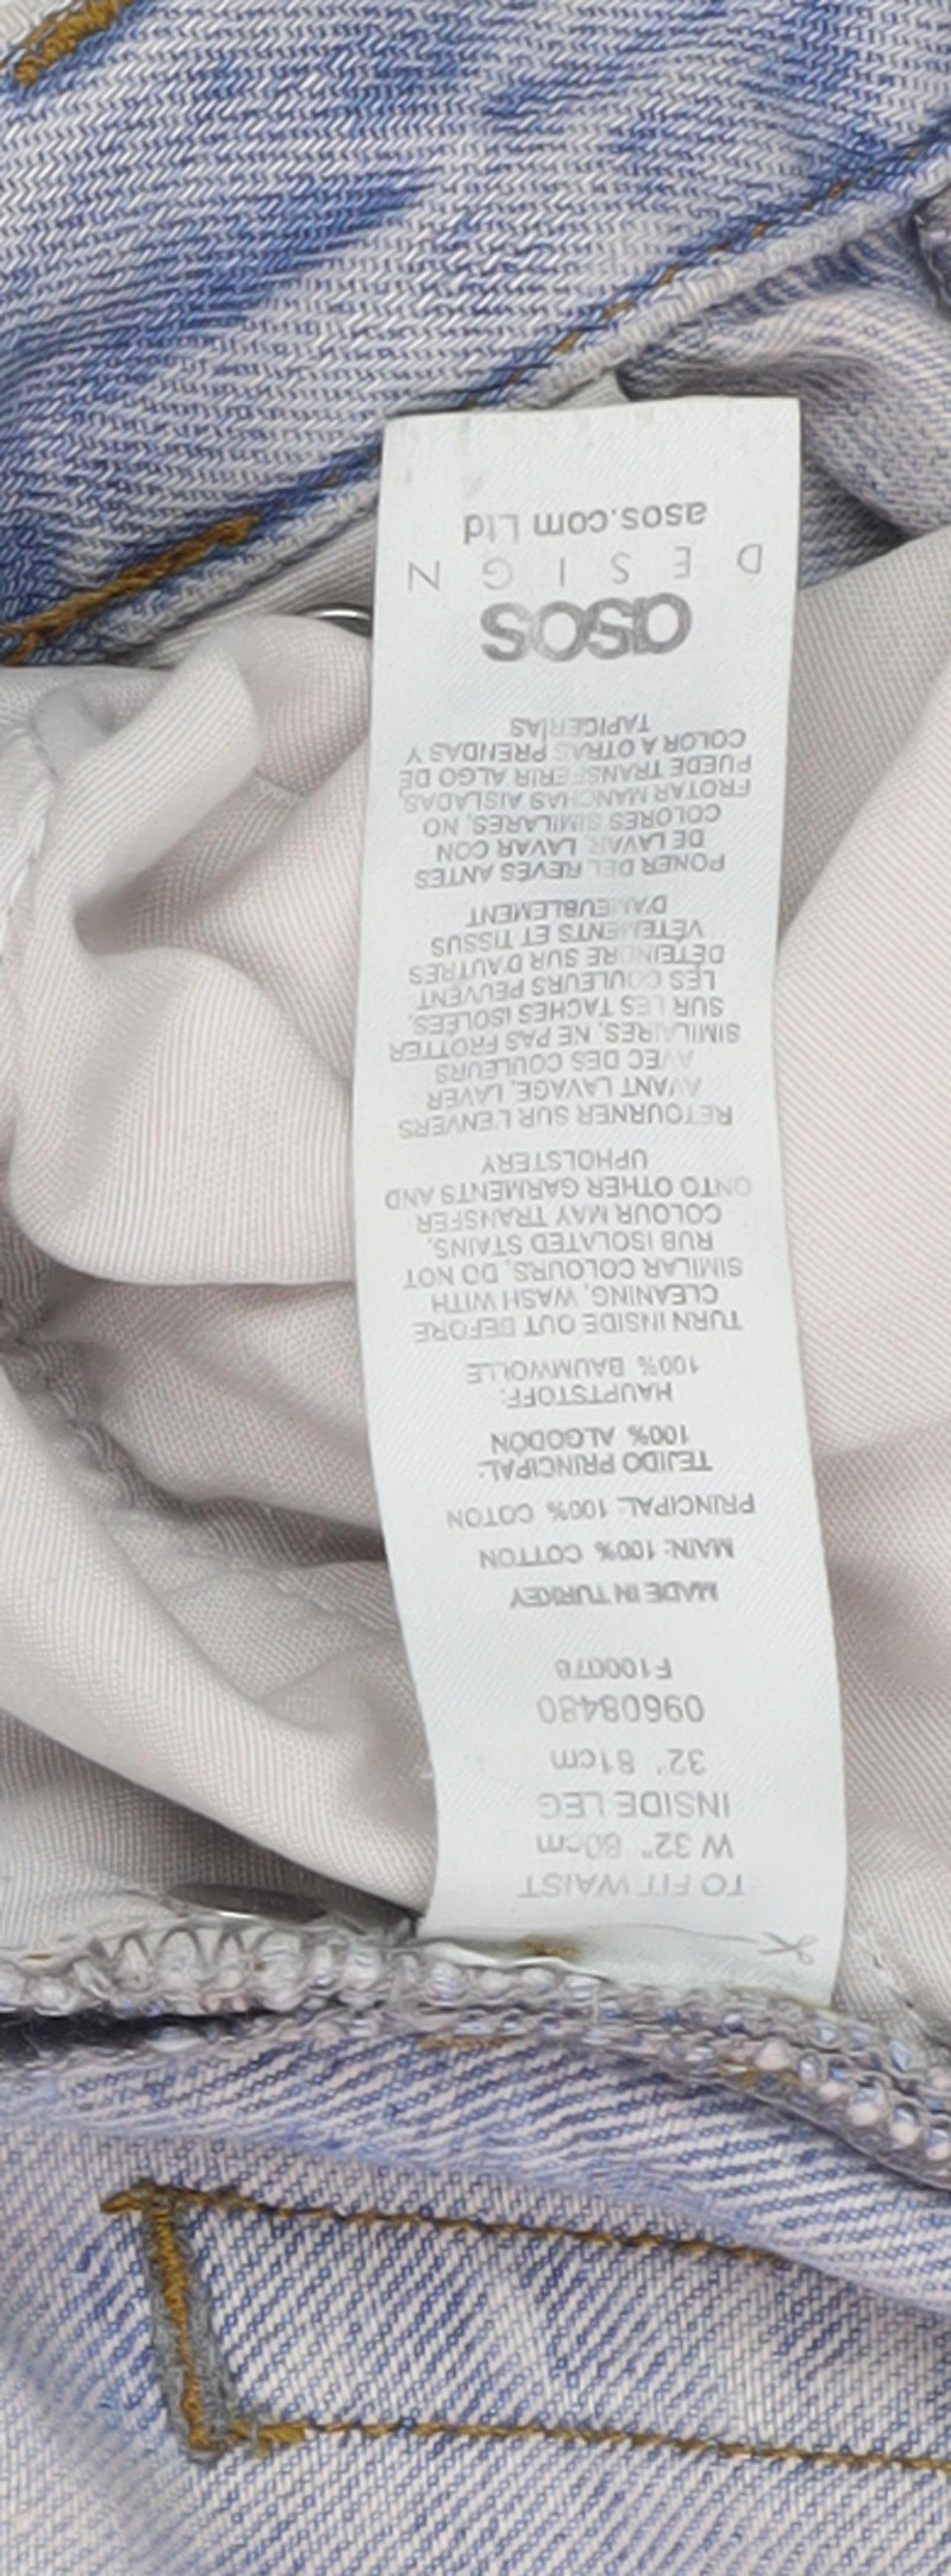 TO FIT WAIST
W 32" 80cm
INSIDE LEG
32" 81cm
09608430
F100078
MADE IN TURKEY
MAIN: 100% COTTON
PRINCIPAL: 100% COTON
TEJIDO PRINCIPAL:
100% ALGODON
HAUPTSTOFF:
100% BAUMWOLLE
TURN INSIDE OUT BEFORE
CLEANING, WASH WITH
SIMILAR COLOURS, DO NOT
RUB ISOLATED STAINS,
COLOUR MAY TRANSFER
ONTO OTHER GARMENTS AND
UPHOLSTERY
RETOURNER SUR L'ENVERS
AVANT LAVAGE, LAVER
AVEC DES COULEURS
SIMILAIRES, NE PAS FROTTER
SUR LES TACHES ISOLÉES,
LES COULEURS PEUVENT
DÉTEINDRE SUR D'AUTRES
VÊTEMENTS ET TISSUS
D'AMEUBLEMENT
PONER DEL REVÉS ANTES
DE LAVAR, LAVAR CON
COLORES SIMILARES, NO
FROTAR MANCHAS AISLADAS,
PUEDE TRANSFERIR ALGO DE
COLOR A OTRAS PRENDAS Y
TAPICERÍAS
asos
DESIGN
asos.com Ltd